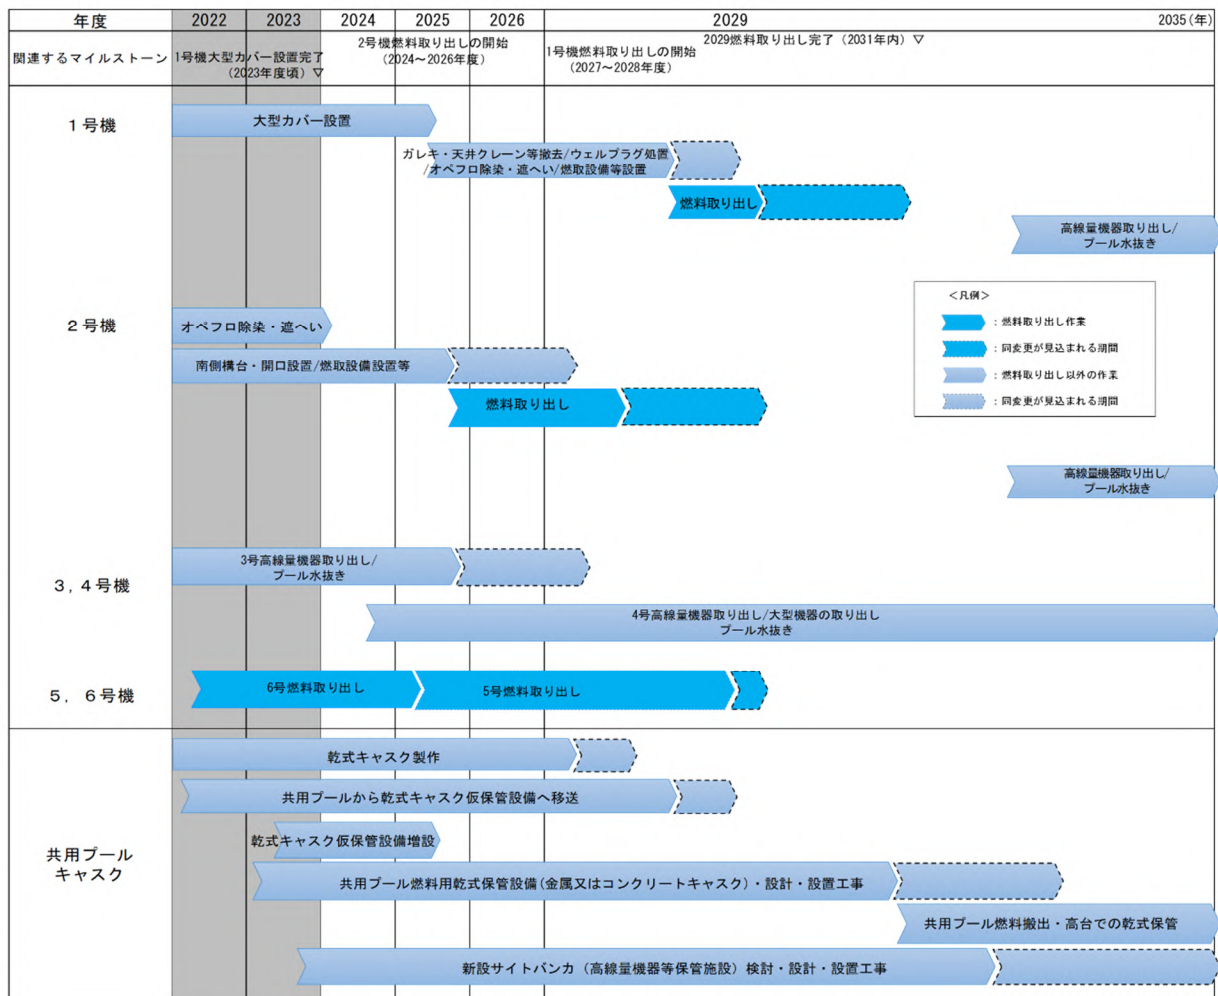 年度 2022 2023 2024 2025 2026 2029 2035(年)
関連するマイルストーン
1号機大型カバー設置完了
(2023年度頃) ▽
2号機燃料取り出しの開始
(2024～2026年度)
1号機燃料取り出しの開始
(2027～2028年度)
2029燃料取り出し完了 (2031年内) ▽
1号機
大型カバー設置
ガレキ・天井クレーン等撤去/ウェルプラグ処置
/オペフロ除染・遮へい/燃取設備等設置
燃料取り出し
高線量機器取り出し/
プール水抜き
2号機
オペフロ除染・遮へい
南側構台・開口設置/燃取設備設置等
燃料取り出し
高線量機器取り出し/
プール水抜き
＜凡例＞
：燃料取り出し作業
：同変更が見込まれる期間
：燃料取り出し以外の作業
：同変更が見込まれる期間
3,4号機
3号高線量機器取り出し/
プール水抜き
4号高線量機器取り出し/大型機器の取り出し
プール水抜き
5, 6号機
6号燃料取り出し
5号燃料取り出し
共用プール
キャスク
乾式キャスク製作
共用プールから乾式キャスク仮保管設備へ移送
乾式キャスク仮保管設備増設
共用プール燃料用乾式保管設備(金属又はコンクリートキャスク)・設計・設置工事
共用プール燃料搬出・高台での乾式保管
新設サイトバンカ (高線量機器等保管施設) 検討・設計・設置工事